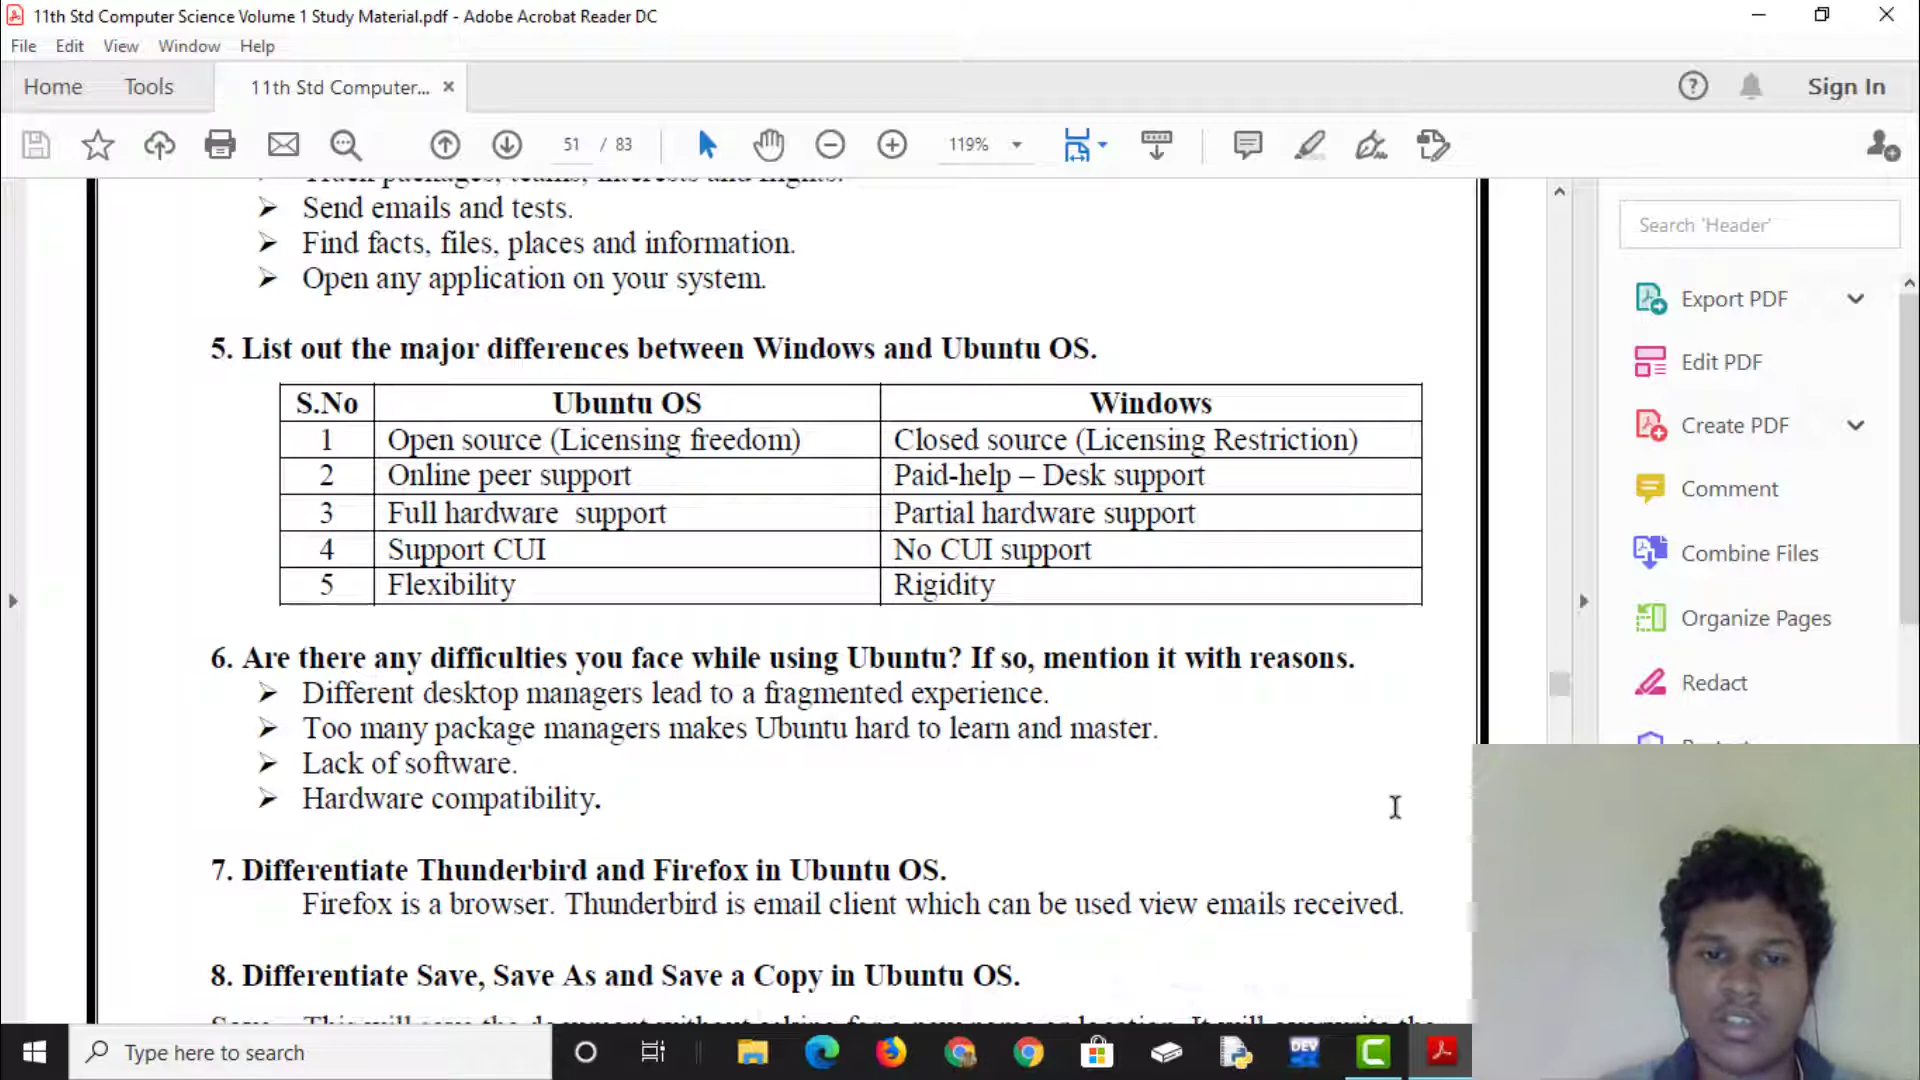 11th Std Computer Science Volume 1 Study Material.pdf - Adobe Acrobat Reader DC
File Edit View Window Help
Home Tools 11th Std Computer... × Sign In
51 / 83 119%
Send emails and tests.
Find facts, files, places and information.
Open any application on your system.
5. List out the major differences between Windows and Ubuntu OS.
S.No Ubuntu OS Windows
1 Open source (Licensing freedom) Closed source (Licensing Restriction)
2 Online peer support Paid-help – Desk support
3 Full hardware support Partial hardware support
4 Support CUI No CUI support
5 Flexibility Rigidity
6. Are there any difficulties you face while using Ubuntu? If so, mention it with reasons.
Different desktop managers lead to a fragmented experience.
Too many package managers makes Ubuntu hard to learn and master.
Lack of software.
Hardware compatibility.
7. Differentiate Thunderbird and Firefox in Ubuntu OS.
Firefox is a browser. Thunderbird is email client which can be used view emails received.
8. Differentiate Save, Save As and Save a Copy in Ubuntu OS.
Search 'Header'
Export PDF
Edit PDF
Create PDF
Comment
Combine Files
Organize Pages
Redact
Type here to search
DEV